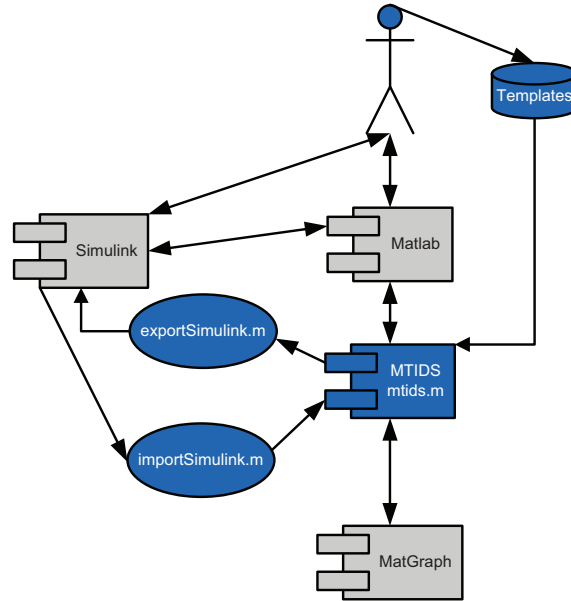 Templates
Simulink
Matlab
exportSimulink.m
MTIDS
mtids.m
importSimulink.m
MatGraph